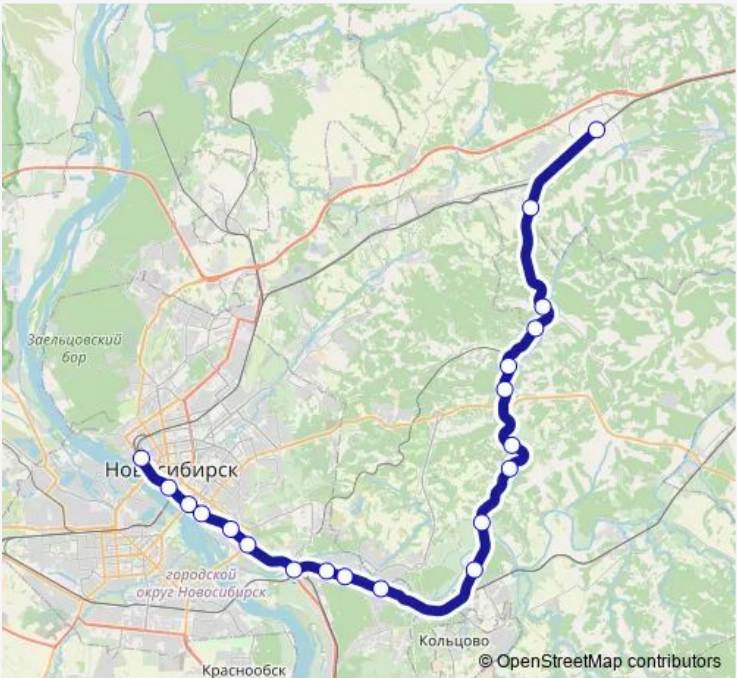 Заельцовский
бор
Новосибирск
городской
округ Новосибирск
Кольцово
Краснообск
© OpenStreetMap contributors